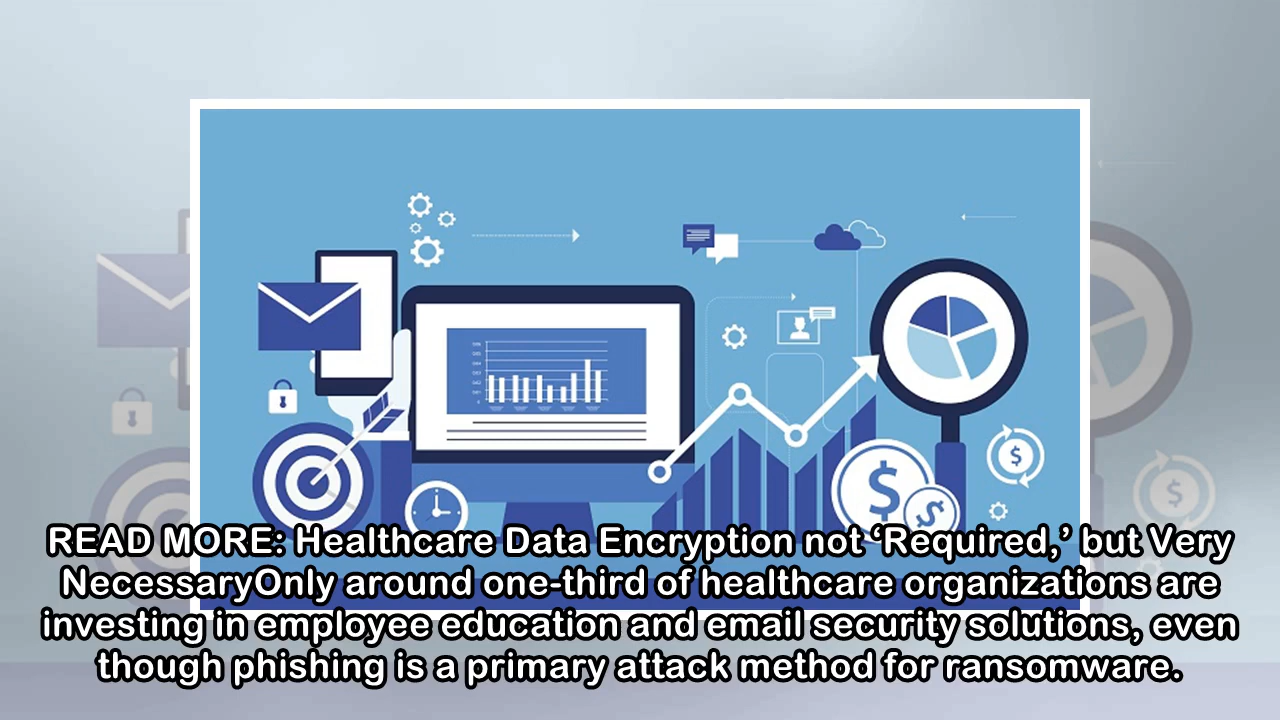 READ MORE: Healthcare Data Encryption not ‘Required,’ but Very
NecessaryOnly around one-third of healthcare organizations are
investing in employee education and email security solutions, even
though phishing is a primary attack method for ransomware.
$
$
$